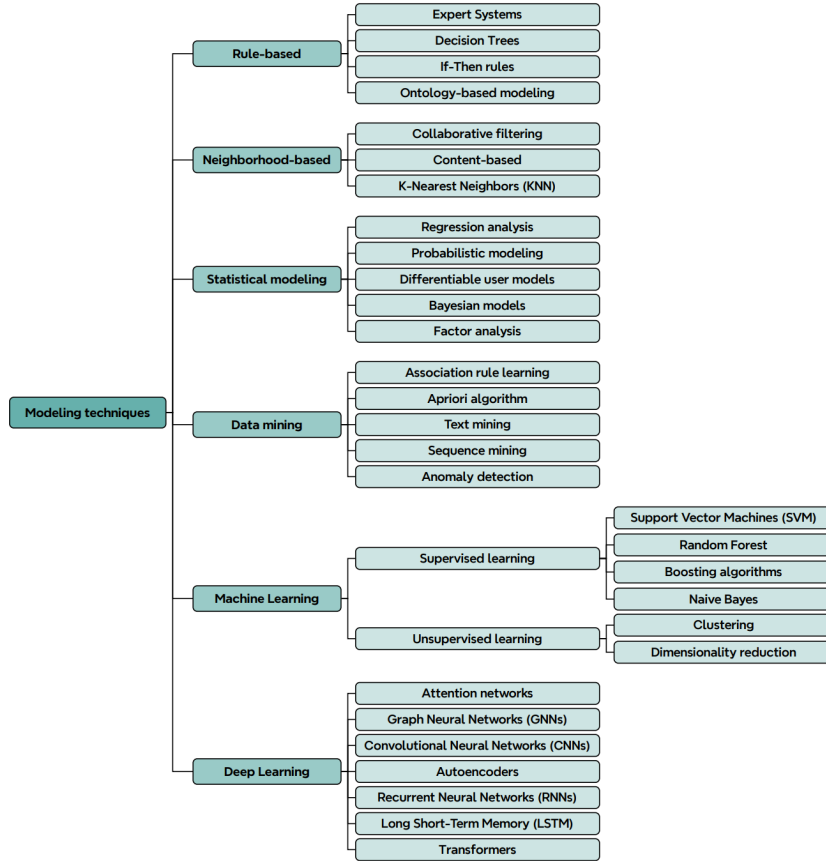 Expert Systems
Decision Trees
Rule-based
If-Then rules
Ontology-based modeling
Collaborative filtering
Neighborhood-based
Content-based
K-Nearest Neighbors (KNN)
Regression analysis
Probabilistic modeling
Statistical modeling
Differentiable user models
Bayesian models
Factor analysis
Association rule learning
Apriori algorithm
Modeling techniques
Data mining
Text mining
Sequence mining
Anomaly detection
Support Vector Machines (SVM)
Random Forest
Supervised learning
Boosting algorithms
Naive Bayes
Machine Learning
Clustering
Unsupervised learning
Dimensionality reduction
Attention networks
Graph Neural Networks (GNNs)
Convolutional Neural Networks (CNNs)
Deep Learning
Autoencoders
Recurrent Neural Networks (RNNs)
Long Short-Term Memory (LSTM)
Transformers